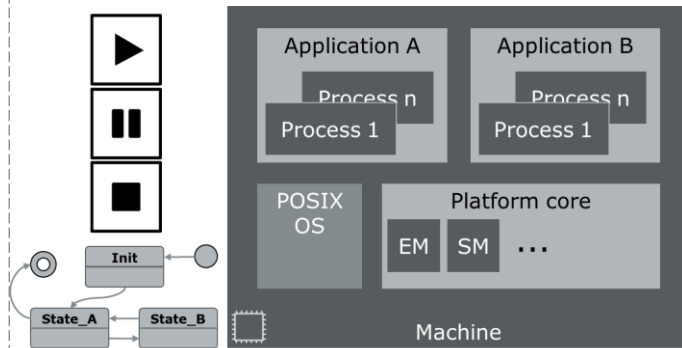 Init
State_A
State_B
Application A
Process n
Process 1
Application B
Process n
Process 1
POSIX
OS
Platform core
EM
SM
...
Machine